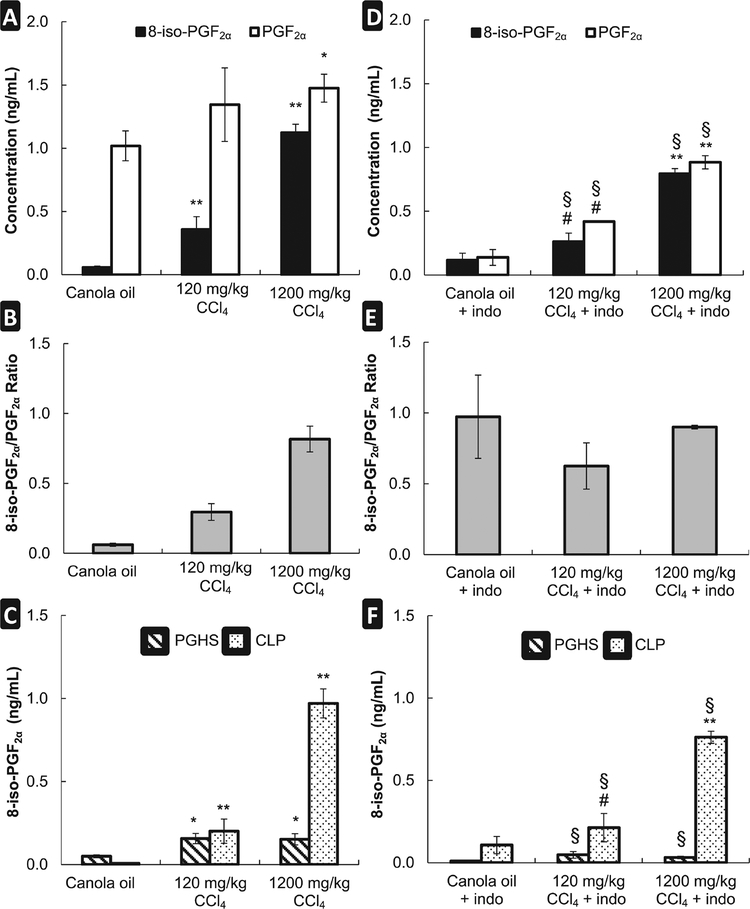 A
8-iso-PGF2α PGF2α
Concentration (ng/mL)
2.0
1.5
1.0
0.5
0.0
**
**
*
Canola oil 120 mg/kg 1200 mg/kg
CCl4 CCl4
D
8-iso-PGF2α PGF2α
Concentration (ng/mL)
2.0
1.5
1.0
0.5
0.0
§ §
# #
§ §
** **
Canola oil 120 mg/kg 1200 mg/kg
+ indo CCl4 + indo CCl4 + indo
B
8-iso-PGF2α/PGF2α Ratio
1.5
1.0
0.5
0.0
Canola oil 120 mg/kg 1200 mg/kg
CCl4 CCl4
E
8-iso-PGF2α/PGF2α Ratio
1.5
1.0
0.5
0.0
Canola oil 120 mg/kg 1200 mg/kg
+ indo CCl4 + indo CCl4 + indo
C
PGHS CLP
8-iso-PGF2α (ng/mL)
1.5
1.0
0.5
0.0
* **
* **
Canola oil 120 mg/kg 1200 mg/kg
CCl4 CCl4
F
PGHS CLP
8-iso-PGF2α (ng/mL)
1.5
1.0
0.5
0.0
§ §
#
§ §
**
Canola oil 120 mg/kg 1200 mg/kg
+ indo CCl4 + indo CCl4 + indo